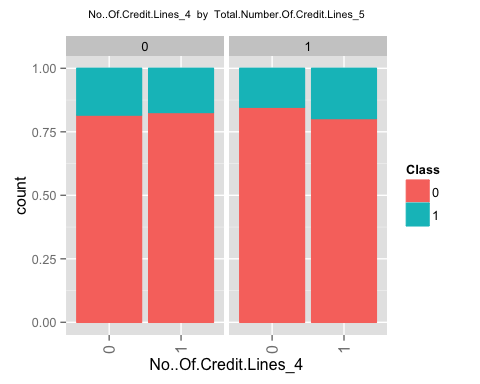 No..Of.Credit.Lines_4 by Total.Number.Of.Credit.Lines_5
0 1
1.00
0.75
0.50
0.25
0.00
count
0 1 0 1
No..Of.Credit.Lines_4
Class
0
1